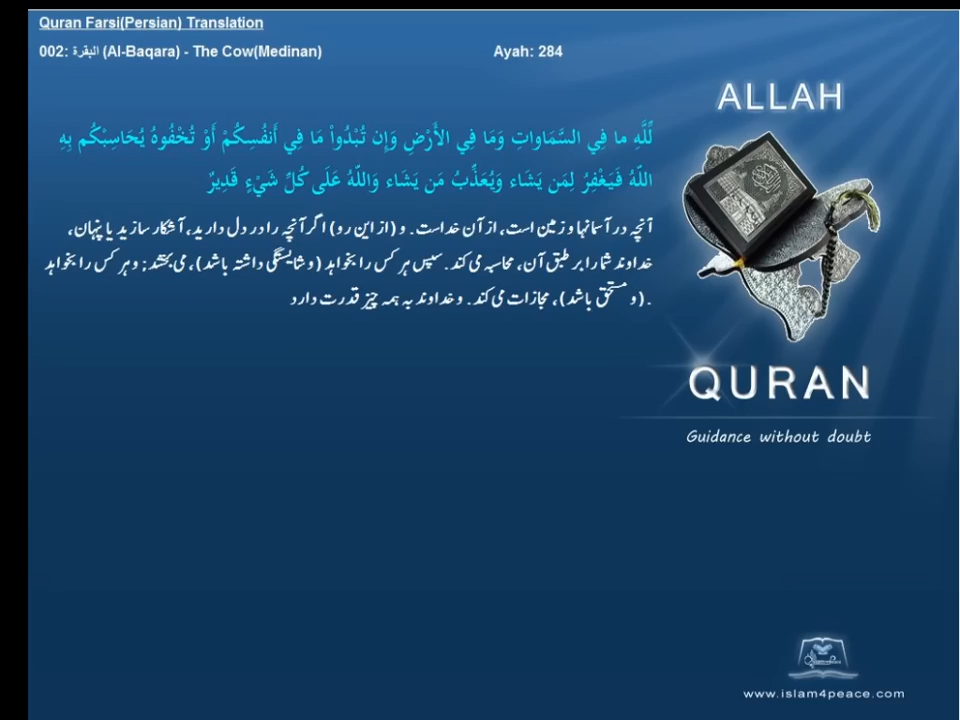 Quran Farsi(Persian) Translation
002: البقرة (Al-Baqara) - The Cow(Medinan) Ayah: 284
ALLAH
لِّلَّهِ ما فِي السَّمَاواتِ وَمَا فِي الأَرْضِ وَإِن تُبْدُواْ مَا فِي أَنفُسِكُمْ أَوْ تُخْفُوهُ يُحَاسِبْكُم بِهِ
اللّهُ فَيَغْفِرُ لِمَن يَشَاء وَيُعَذِّبُ مَن يَشَاء وَاللّهُ عَلَى كُلِّ شَيْءٍ قَدِيرٌ
آنچه در آسمانها و زمین است، از آن خداست. و (از این رو) اگر آنچه را در دل دارید، آشکار سازید یا پنهان،
خداوند شما را بر طبق آن، محاسبه می کند. سپس هر کس را بخواهد (و شایستگی داشته باشد)، می بخشد; و هر کس را بخواهد
(و مستحق باشد)، مجازات می کند. و خداوند به همه چیز قدرت دارد.
QURAN
Guidance without doubt
www.islam4peace.com